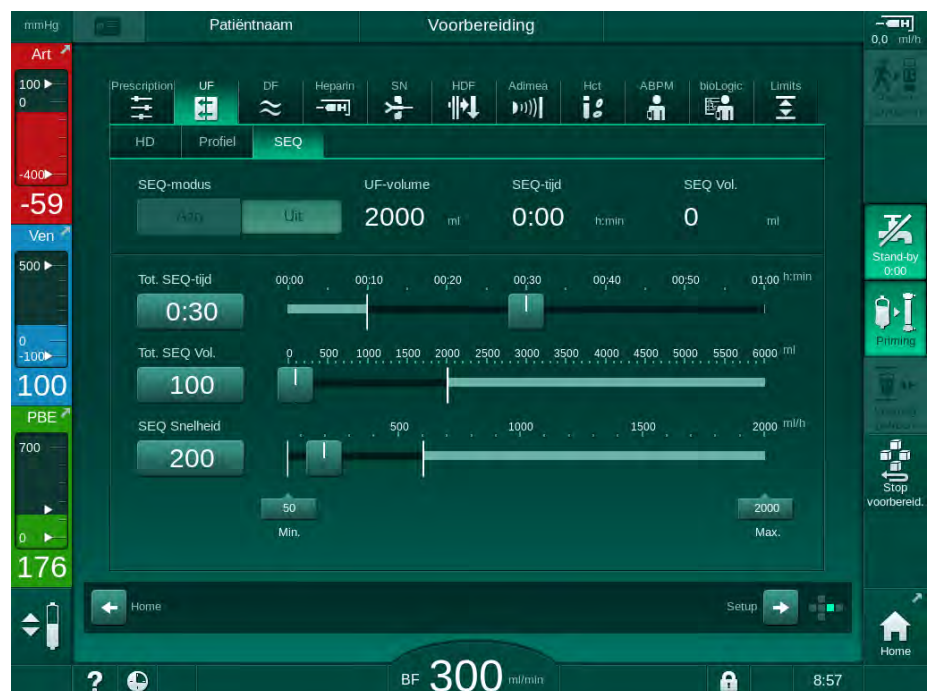 mmHg
Patiëntnaam
Voorbereiding
0,0 ml/h
Art
100
0
-400
-59
Ven
500
0
-100
100
PBE
700
0
176
Prescription UF DF Heparin SN HDF Adimea Hct ABPM bioLogic Limits
HD Profiel SEQ
SEQ-modus UF-volume SEQ-tijd SEQ Vol.
Aan Uit 2000 ml 0:00 h:min 0 ml
Tot. SEQ-tijd 00:00 00:10 00:20 00:30 00:40 00:50 01:00 h:min
0:30
Tot. SEQ Vol. 0 500 1000 1500 2000 2500 3000 3500 4000 4500 5000 5500 6000 ml
100
SEQ Snelheid 500 1000 1500 2000 ml/h
200
50 2000
Min. Max.
Home Setup
Stand-by
0:00
Priming
Stop
voorbereid.
Home
? BF 300 ml/min 8:57